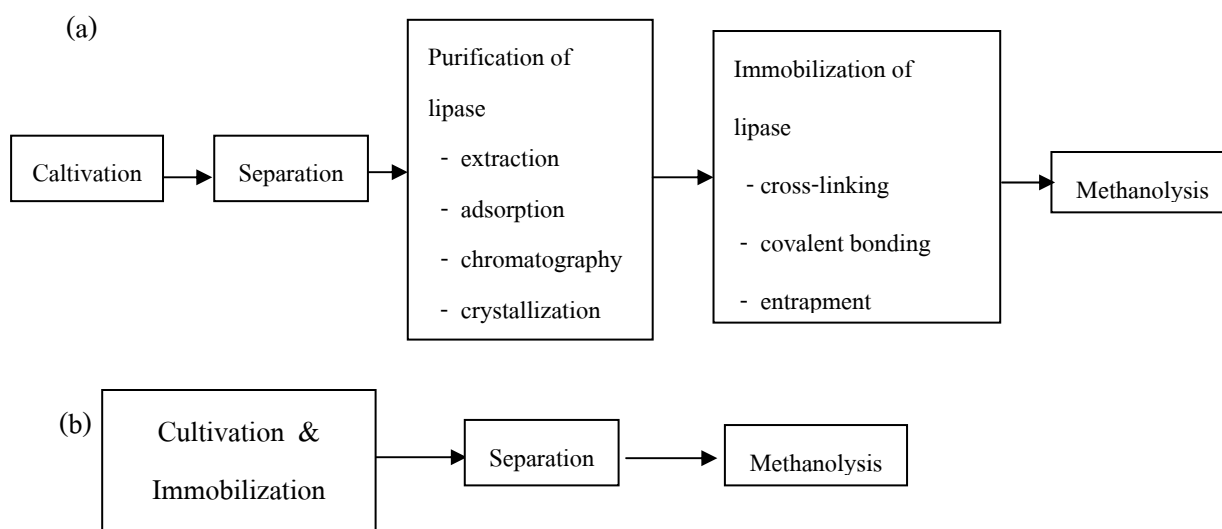 (a)
Caltivation
Separation
Purification of
lipase
- extraction
- adsorption
- chromatography
- crystallization
Immobilization of
lipase
- cross-linking
- covalent bonding
- entrapment
Methanolysis
(b)
Cultivation &
Immobilization
Separation
Methanolysis